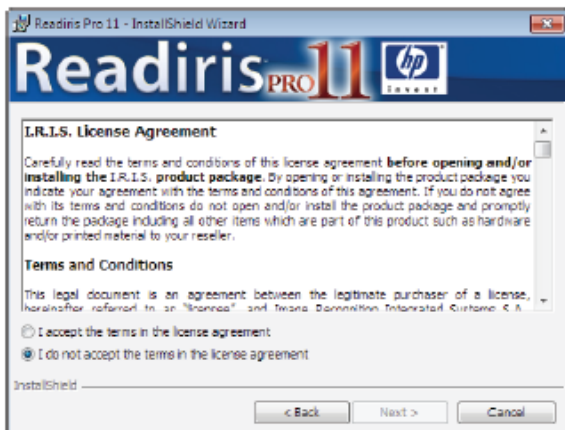 Readiris Pro 11 - InstallShield Wizard
Readiris PRO 11 hp invent
I.R.I.S. License Agreement
Carefully read the terms and conditions of this license agreement before opening and/or
installing the I.R.I.S. product package. By opening or installing the product package you
indicate your agreement with the terms and conditions of this agreement. If you do not agree
with its terms and conditions do not open and/or install the product package and promptly
return the package including all other items which are part of this product such as hardware
and/or printed material to your reseller.
Terms and Conditions
This legal document is an agreement between the legitimate purchaser of a license,
hereinafter referred to an "licensee", and Image Recognition Integrated Systems S.A.,
I accept the terms in the license agreement
I do not accept the terms in the license agreement
InstallShield
< Back
Next >
Cancel